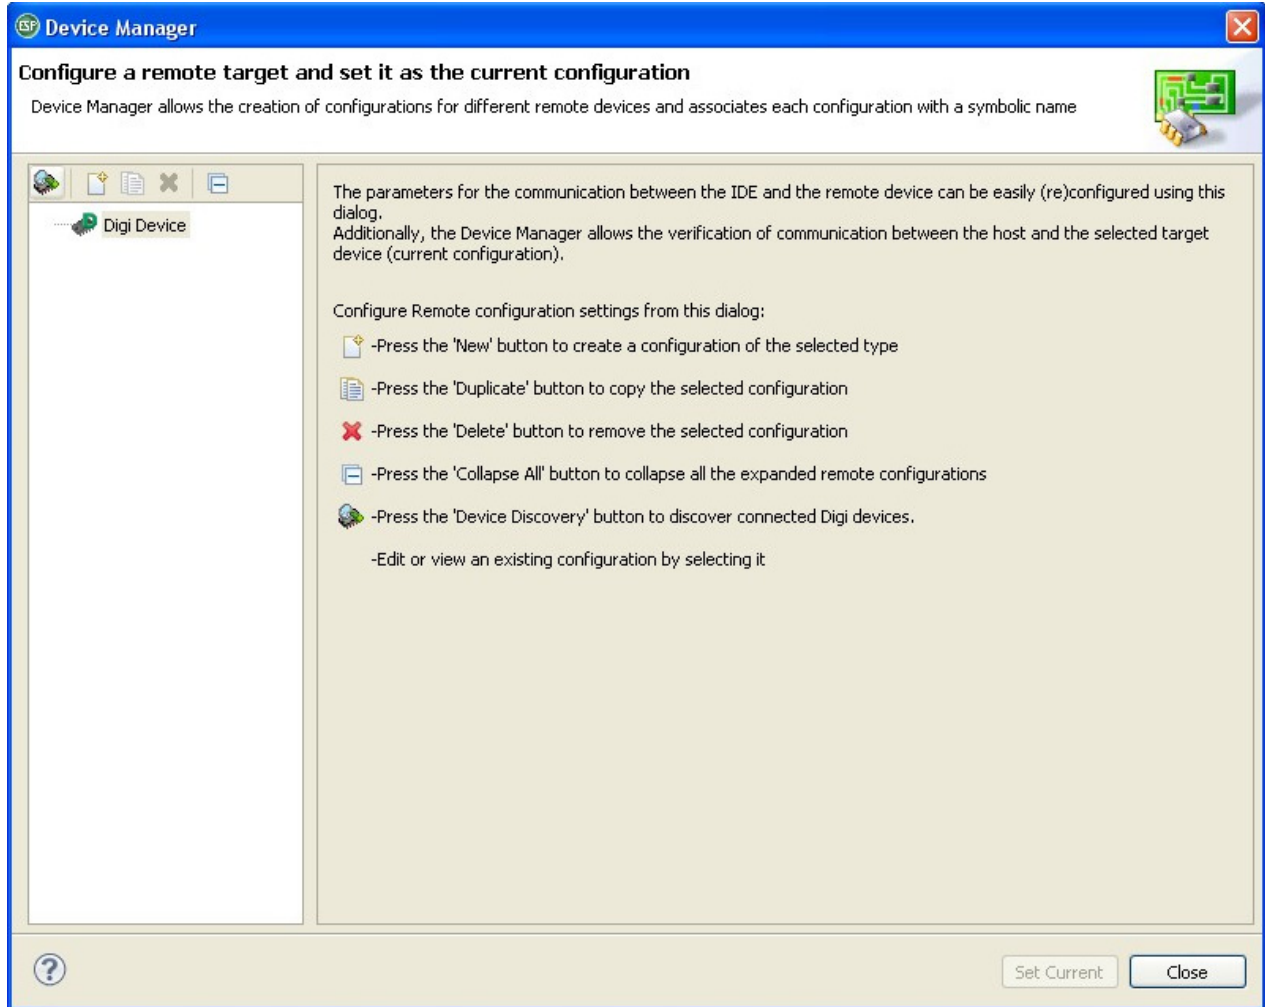 ESP Device Manager
Configure a remote target and set it as the current configuration
Device Manager allows the creation of configurations for different remote devices and associates each configuration with a symbolic name
Digi Device
The parameters for the communication between the IDE and the remote device can be easily (re)configured using this
dialog.
Additionally, the Device Manager allows the verification of communication between the host and the selected target
device (current configuration).
Configure Remote configuration settings from this dialog:
-Press the 'New' button to create a configuration of the selected type
-Press the 'Duplicate' button to copy the selected configuration
-Press the 'Delete' button to remove the selected configuration
-Press the 'Collapse All' button to collapse all the expanded remote configurations
-Press the 'Device Discovery' button to discover connected Digi devices.
-Edit or view an existing configuration by selecting it
? Set Current Close